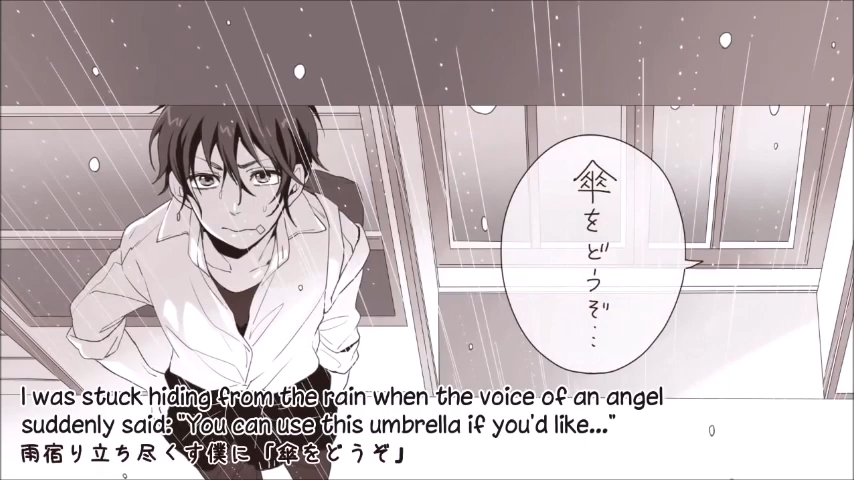 傘をどうぞ…
I was stuck hiding from the rain when the voice of an angel
suddenly said: "You can use this umbrella if you'd like..."
雨宿り立ち尽くす僕に「傘をどうぞ」